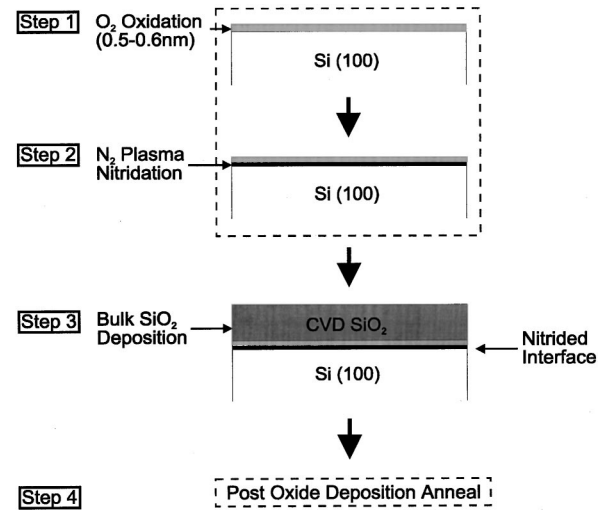 Step 1
O₂ Oxidation
(0.5-0.6nm)
Si (100)
Step 2
N₂ Plasma
Nitridation
Si (100)
Step 3
Bulk SiO₂
Deposition
CVD SiO₂
Nitrided
Interface
Si (100)
Step 4
Post Oxide Deposition Anneal